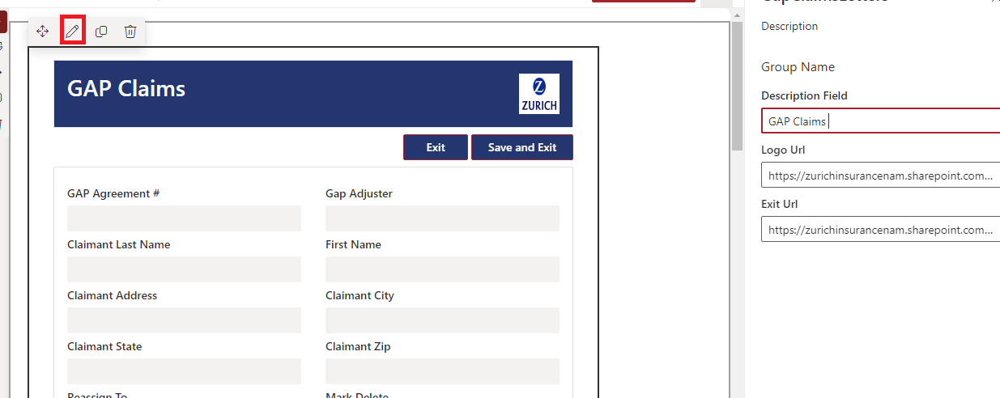 GAP Claims
ZURICH
Exit
Save and Exit
GAP Agreement #
Gap Adjuster
Claimant Last Name
First Name
Claimant Address
Claimant City
Claimant State
Claimant Zip
Reassign To
Mark Delete
Description
Group Name
Description Field
GAP Claims
Logo Url
https://zurichinsurancenam.sharepoint.com...
Exit Url
https://zurichinsurancenam.sharepoint.com...